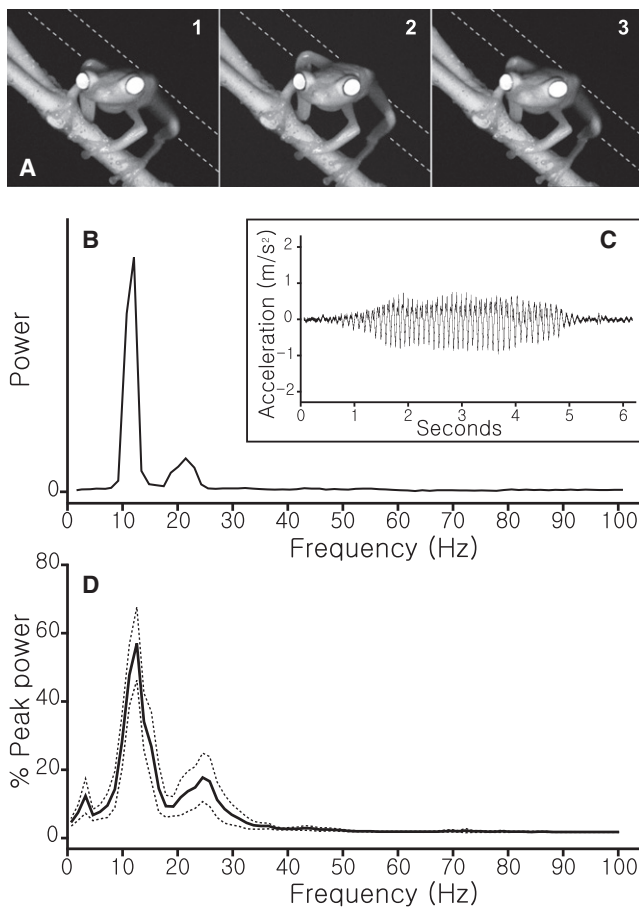 1
2
3
A
B
Power
0
0 10 20 30 40 50 60 70 80 90 100
Frequency (Hz)
C
Acceleration (m/s²)
2
1
0
−1
−2
0 1 2 3 4 5 6
Seconds
D
% Peak power
80
60
40
20
0
0 10 20 30 40 50 60 70 80 90 100
Frequency (Hz)